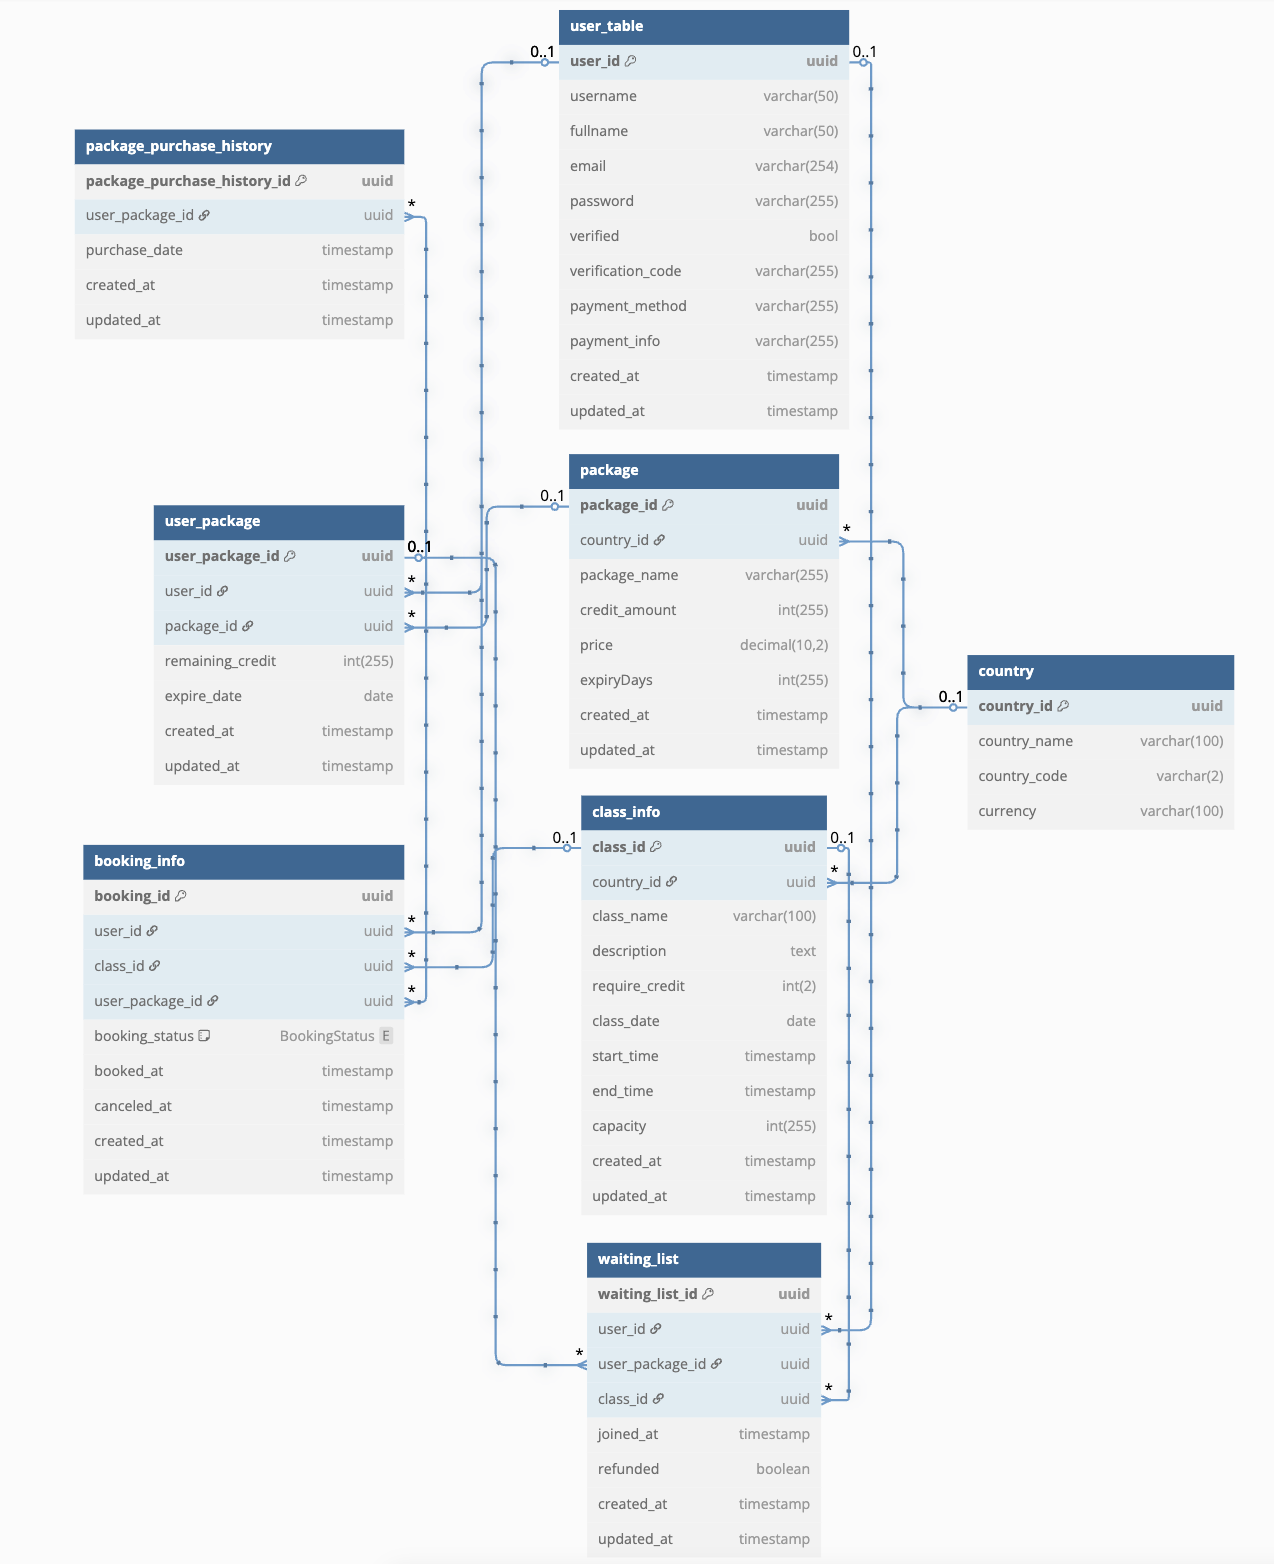 user_table
0..1
0..1
user_id uuid
username varchar(50)
fullname varchar(50)
email varchar(254)
password varchar(255)
verified bool
verification_code varchar(255)
payment_method varchar(255)
payment_info varchar(255)
created_at timestamp
updated_at timestamp
package_purchase_history
package_purchase_history_id uuid
*
user_package_id uuid
purchase_date timestamp
created_at timestamp
updated_at timestamp
package
0..1
package_id uuid
*
country_id uuid
package_name varchar(255)
credit_amount int(255)
price decimal(10,2)
expiryDays int(255)
created_at timestamp
updated_at timestamp
user_package
0..1
user_package_id uuid
*
user_id uuid
*
package_id uuid
remaining_credit int(255)
expire_date date
created_at timestamp
updated_at timestamp
country
0..1
country_id uuid
country_name varchar(100)
country_code varchar(2)
currency varchar(100)
class_info
0..1
0..1
class_id uuid
*
country_id uuid
class_name varchar(100)
description text
require_credit int(2)
class_date date
start_time timestamp
end_time timestamp
capacity int(255)
created_at timestamp
updated_at timestamp
booking_info
booking_id uuid
*
user_id uuid
*
class_id uuid
*
user_package_id uuid
booking_status BookingStatus E
booked_at timestamp
canceled_at timestamp
created_at timestamp
updated_at timestamp
waiting_list
waiting_list_id uuid
*
user_id uuid
*
user_package_id uuid
*
class_id uuid
joined_at timestamp
refunded boolean
created_at timestamp
updated_at timestamp